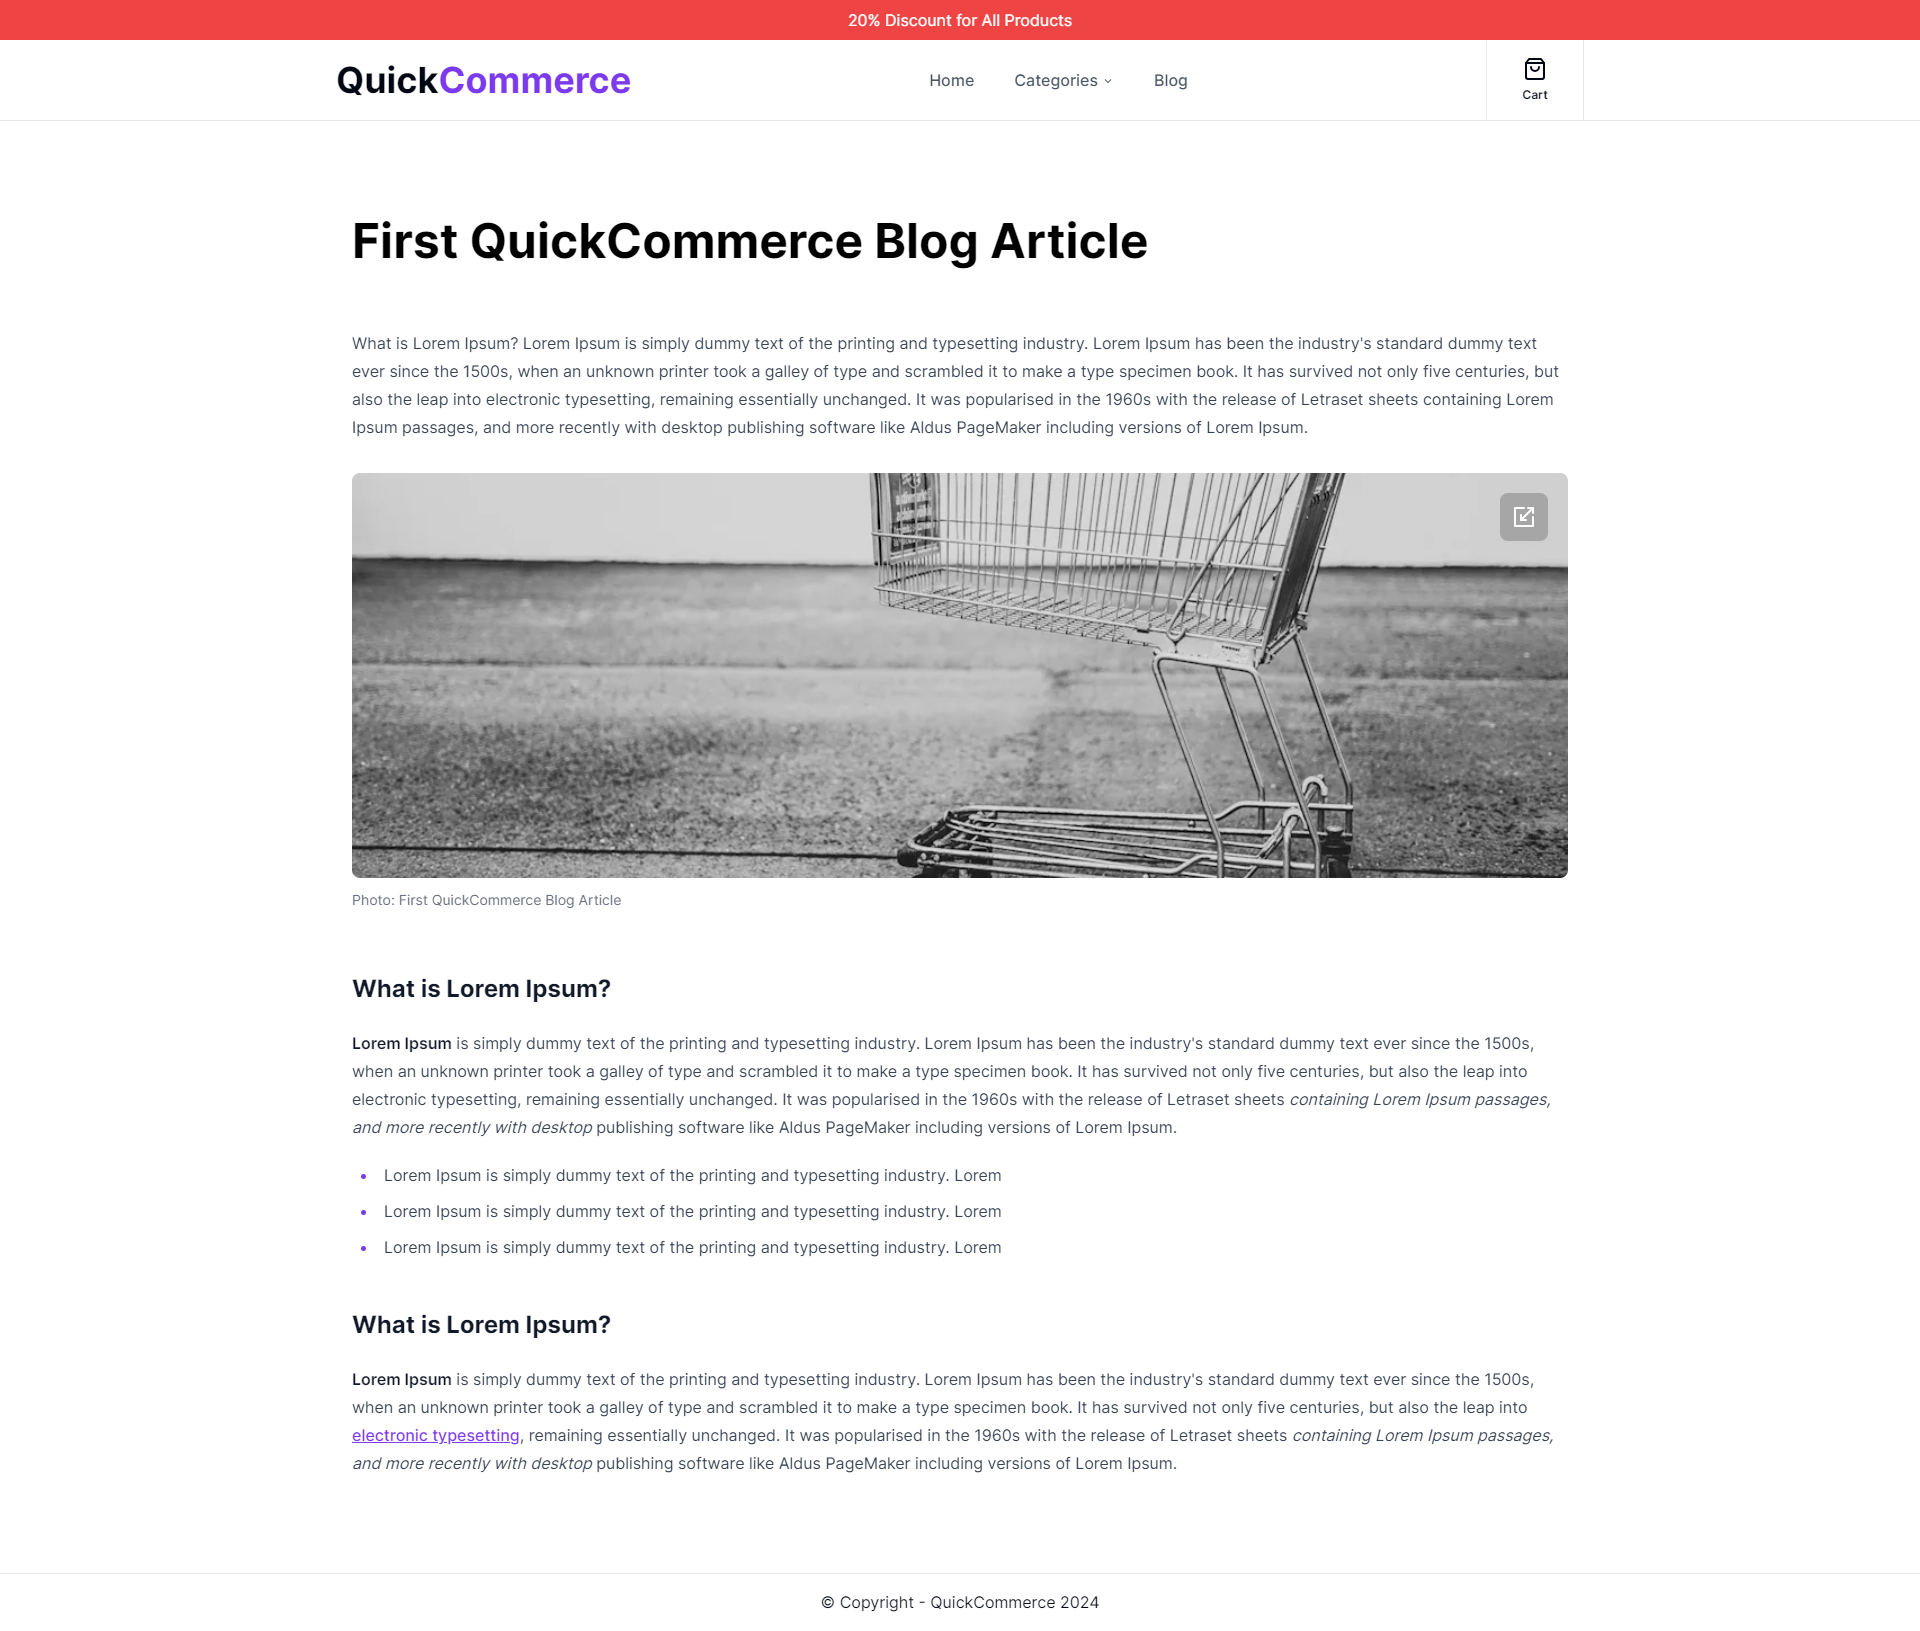 20% Discount for All Products
QuickCommerce
Home
Categories
Blog
Cart
First QuickCommerce Blog Article
What is Lorem Ipsum? Lorem Ipsum is simply dummy text of the printing and typesetting industry. Lorem Ipsum has been the industry's standard dummy text
ever since the 1500s, when an unknown printer took a galley of type and scrambled it to make a type specimen book. It has survived not only five centuries, but
also the leap into electronic typesetting, remaining essentially unchanged. It was popularised in the 1960s with the release of Letraset sheets containing Lorem
Ipsum passages, and more recently with desktop publishing software like Aldus PageMaker including versions of Lorem Ipsum.
Photo: First QuickCommerce Blog Article
What is Lorem Ipsum?
Lorem Ipsum is simply dummy text of the printing and typesetting industry. Lorem Ipsum has been the industry's standard dummy text ever since the 1500s,
when an unknown printer took a galley of type and scrambled it to make a type specimen book. It has survived not only five centuries, but also the leap into
electronic typesetting, remaining essentially unchanged. It was popularised in the 1960s with the release of Letraset sheets containing Lorem Ipsum passages,
and more recently with desktop publishing software like Aldus PageMaker including versions of Lorem Ipsum.
• Lorem Ipsum is simply dummy text of the printing and typesetting industry. Lorem
• Lorem Ipsum is simply dummy text of the printing and typesetting industry. Lorem
• Lorem Ipsum is simply dummy text of the printing and typesetting industry. Lorem
What is Lorem Ipsum?
Lorem Ipsum is simply dummy text of the printing and typesetting industry. Lorem Ipsum has been the industry's standard dummy text ever since the 1500s,
when an unknown printer took a galley of type and scrambled it to make a type specimen book. It has survived not only five centuries, but also the leap into
electronic typesetting, remaining essentially unchanged. It was popularised in the 1960s with the release of Letraset sheets containing Lorem Ipsum passages,
and more recently with desktop publishing software like Aldus PageMaker including versions of Lorem Ipsum.
© Copyright - QuickCommerce 2024